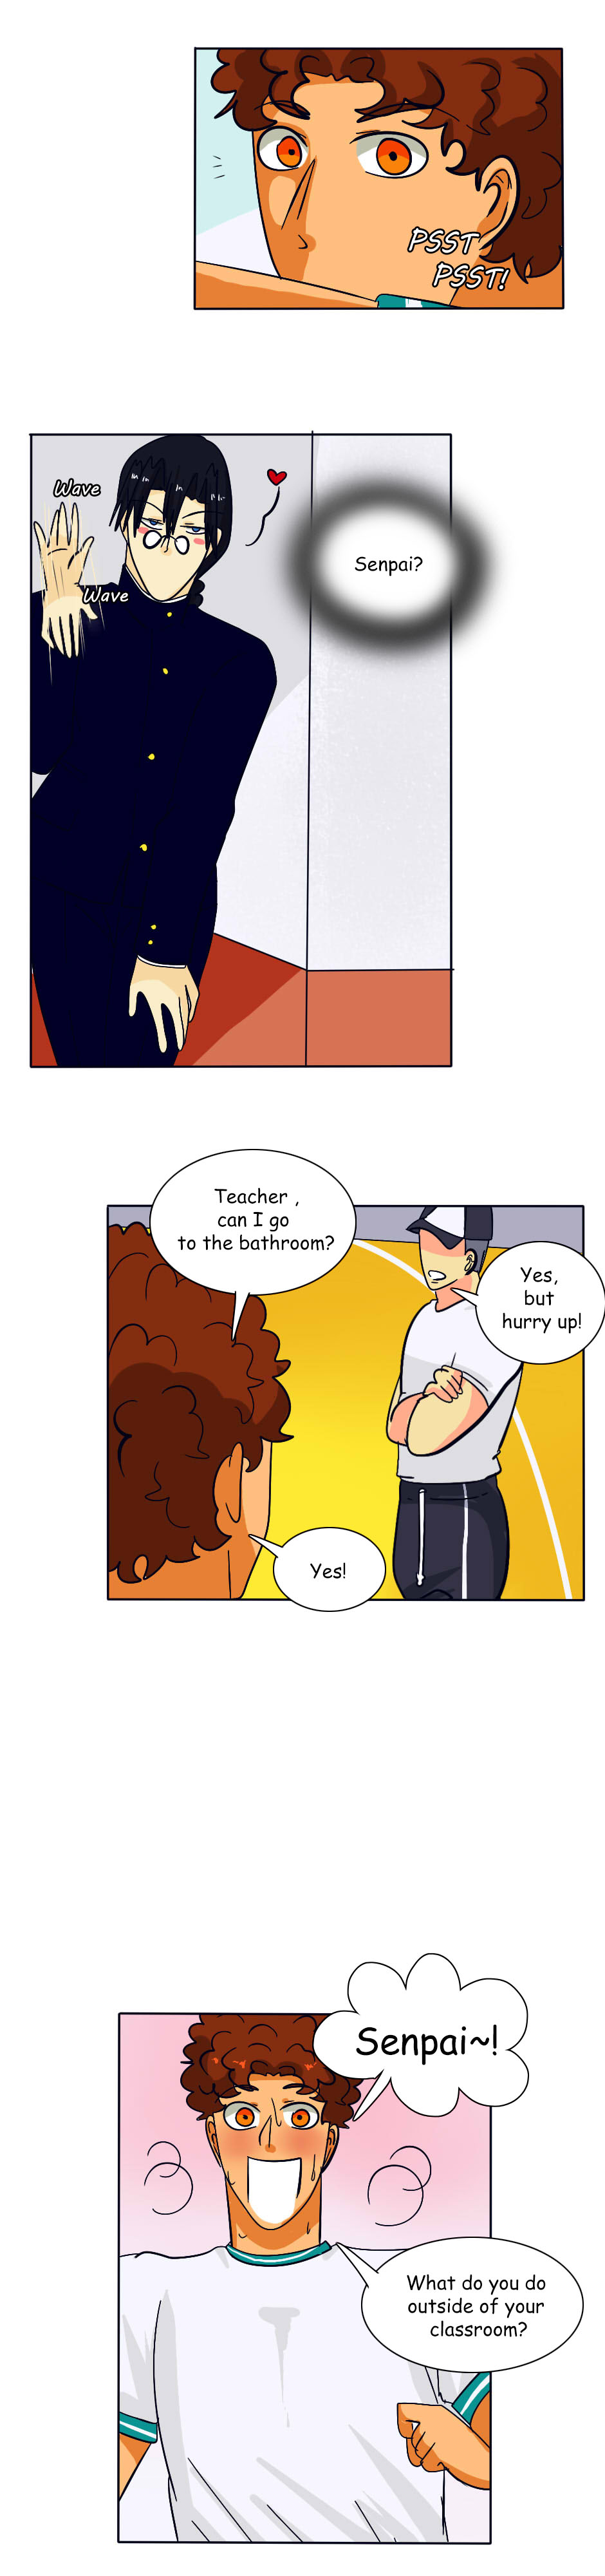 PSST
PSST!
Wave
Wave
Senpai?
Teacher ,
can I go
to the bathroom?
Yes,
but
hurry up!
Yes!
Senpai~!
What do you do
outside of your
classroom?